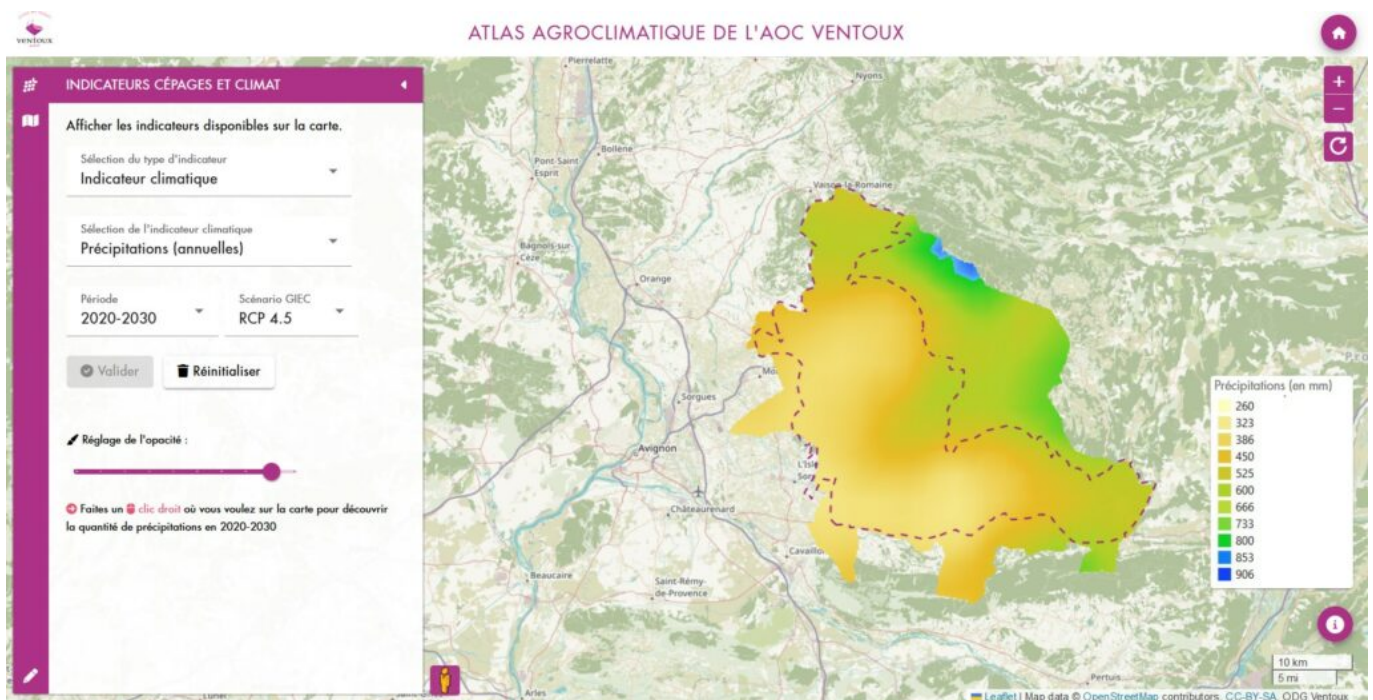 VENTOUX
ATLAS AGROCLIMATIQUE DE L'AOC VENTOUX
INDICATEURS CÉPAGES ET CLIMAT
Afficher les indicateurs disponibles sur la carte.
Sélection du type d'indicateur
Indicateur climatique
Sélection de l'indicateur climatique
Précipitations (annuelles)
Période
2020-2030
Scénario GIEC
RCP 4.5
Valider
Réinitialiser
Réglage de l'opacité :
Faites un clic droit où vous voulez sur la carte pour découvrir
la quantité de précipitations en 2020-2030
Pierrelatte
Nyons
Bollène
Pont-Saint
Esprit
Vaison-la-Romaine
Bagnols-sur
Cèze
Orange
Sorgues
Avignon
L'Isle
Châteaurenard
Cavaillon
Beaucaire
Saint-Rémy-
de-Provence
Arles
Pertuis
Précipitations (en mm)
260
323
386
450
525
600
666
733
800
853
906
10 km
5 mi
Leaflet | Map data © OpenStreetMap contributors, CC-BY-SA, ODG Ventoux